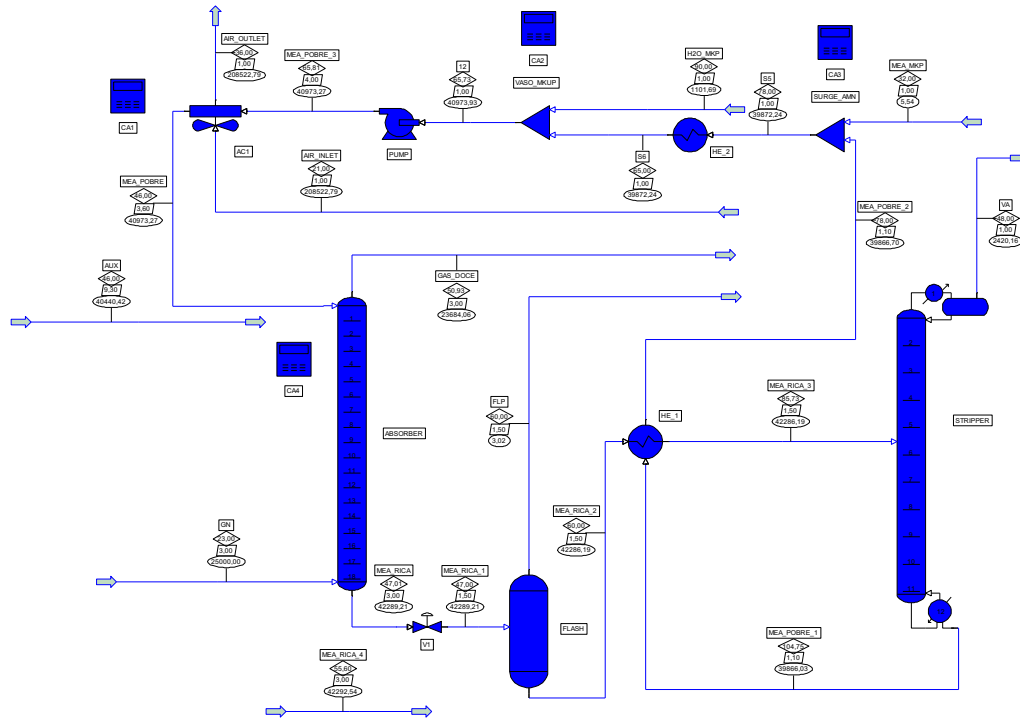 AIR_OUTLET
36,00
1,00
208522,79
MEA_POBRE_3
65,81
4,00
40973,27
12
65,73
1,00
40973,93
CA2
VASO_MKUP
H2O_MKP
90,00
1,00
1101,69
S5
78,00
1,00
39872,24
CA3
SURGE_AMN
MEA_MKP
32,00
1,00
5,54
CA1
AC1
PUMP
HE_2
AIR_INLET
21,00
1,00
208522,79
S6
65,00
1,00
39872,24
MEA_POBRE
46,00
3,60
40973,27
MEA_POBRE_2
78,00
1,10
39866,70
VA
48,00
1,00
2420,16
AUX
46,00
9,30
40440,42
GAS_DOCE
50,93
3,00
23684,06
CA4
ABSORBER
FLP
60,00
1,50
3,02
HE_1
MEA_RICA_3
85,73
1,50
42286,19
STRIPPER
MEA_RICA_2
60,00
1,50
42286,19
GN
23,00
3,00
25000,00
MEA_RICA
47,01
3,00
42289,21
MEA_RICA_1
47,00
1,50
42289,21
V1
FLASH
MEA_POBRE_1
104,75
1,10
39866,03
MEA_RICA_4
55,60
3,00
42292,54